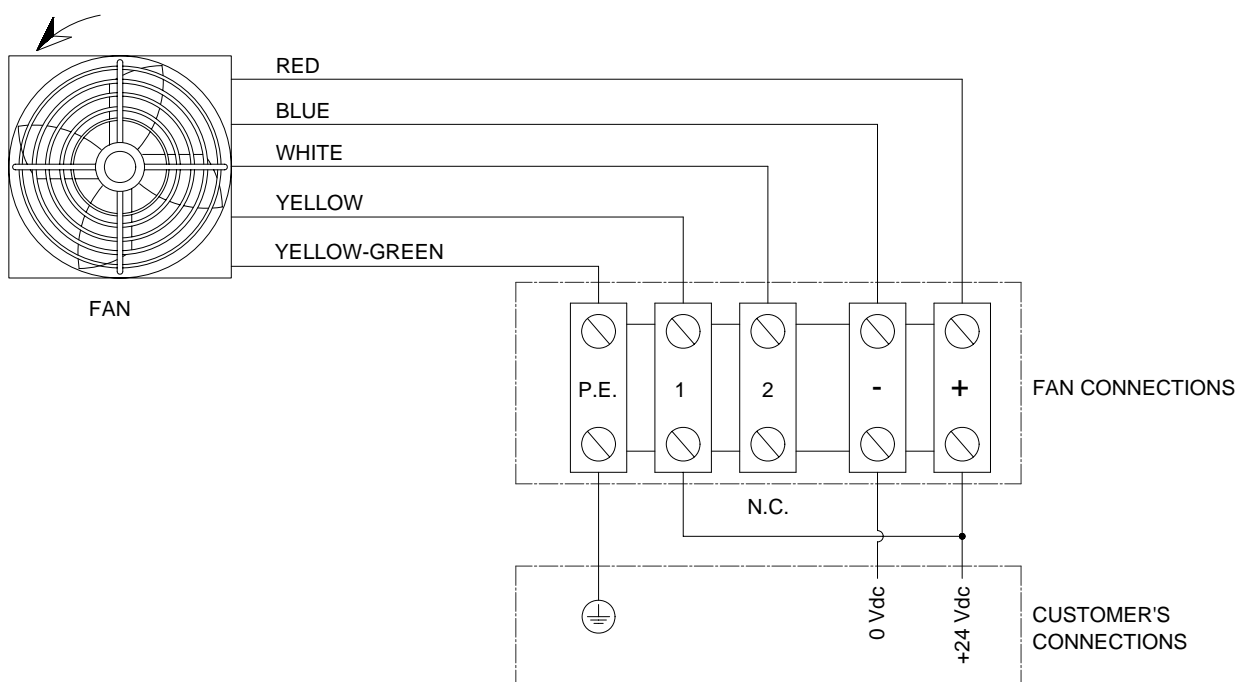 RED
BLUE
WHITE
YELLOW
YELLOW-GREEN
FAN
P.E.
1
2
-
+
FAN CONNECTIONS
N.C.
0 Vdc
+24 Vdc
CUSTOMER'S
CONNECTIONS